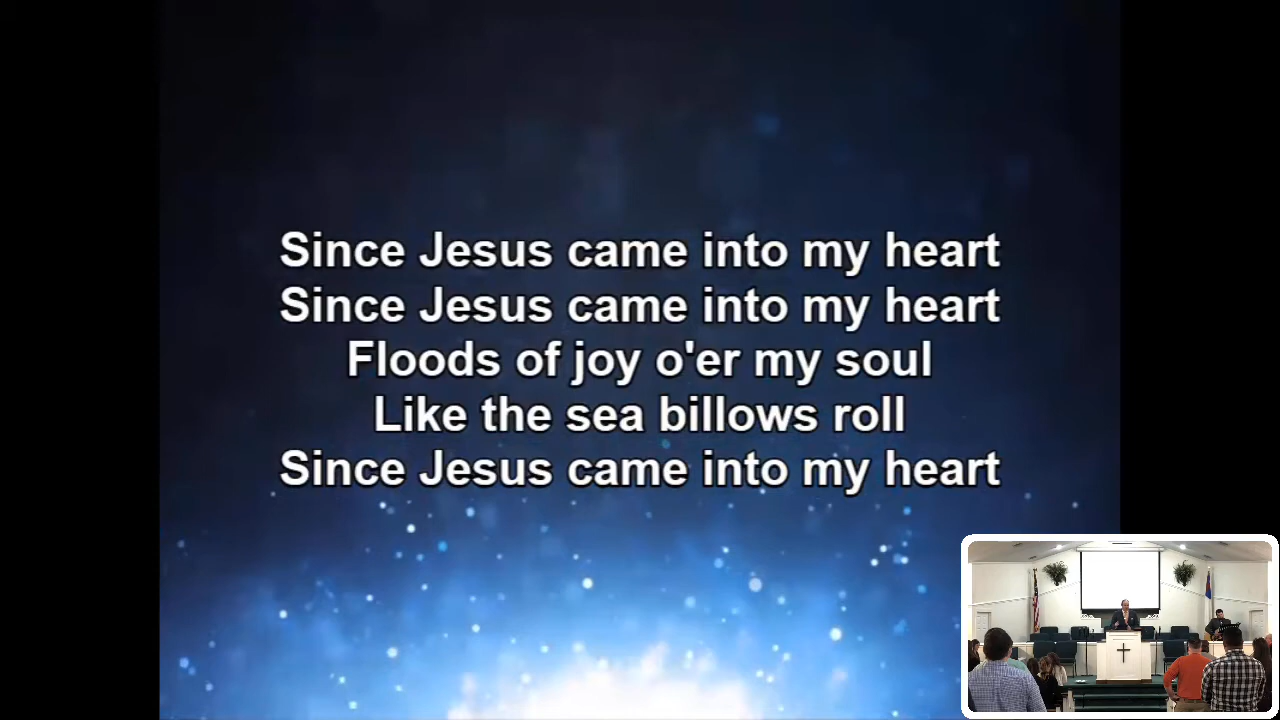 Since Jesus came into my heart
Since Jesus came into my heart
Floods of joy o'er my soul
Like the sea billows roll
Since Jesus came into my heart